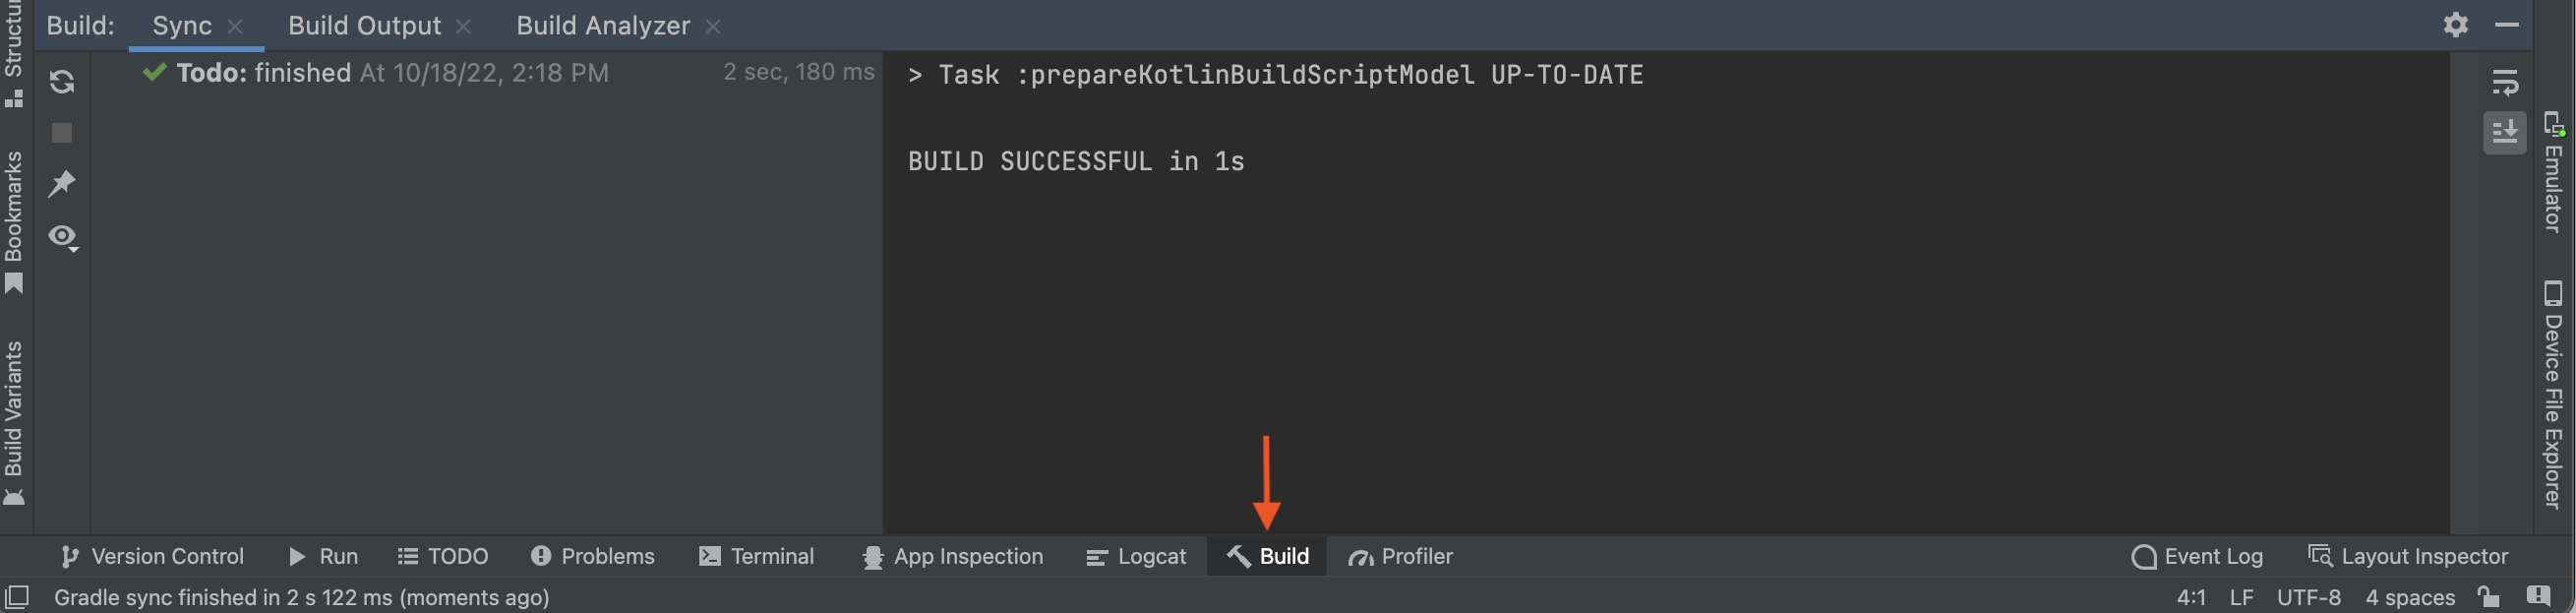 Build: Sync Build Output Build Analyzer
Todo: finished At 10/18/22, 2:18 PM 2 sec, 180 ms
> Task :prepareKotlinBuildScriptModel UP-TO-DATE
BUILD SUCCESSFUL in 1s
Structu
Bookmarks
Build Variants
Emulator
Device File Explorer
Version Control Run TODO Problems Terminal App Inspection Logcat Build Profiler Event Log Layout Inspector
Gradle sync finished in 2 s 122 ms (moments ago) 4:1 LF UTF-8 4 spaces